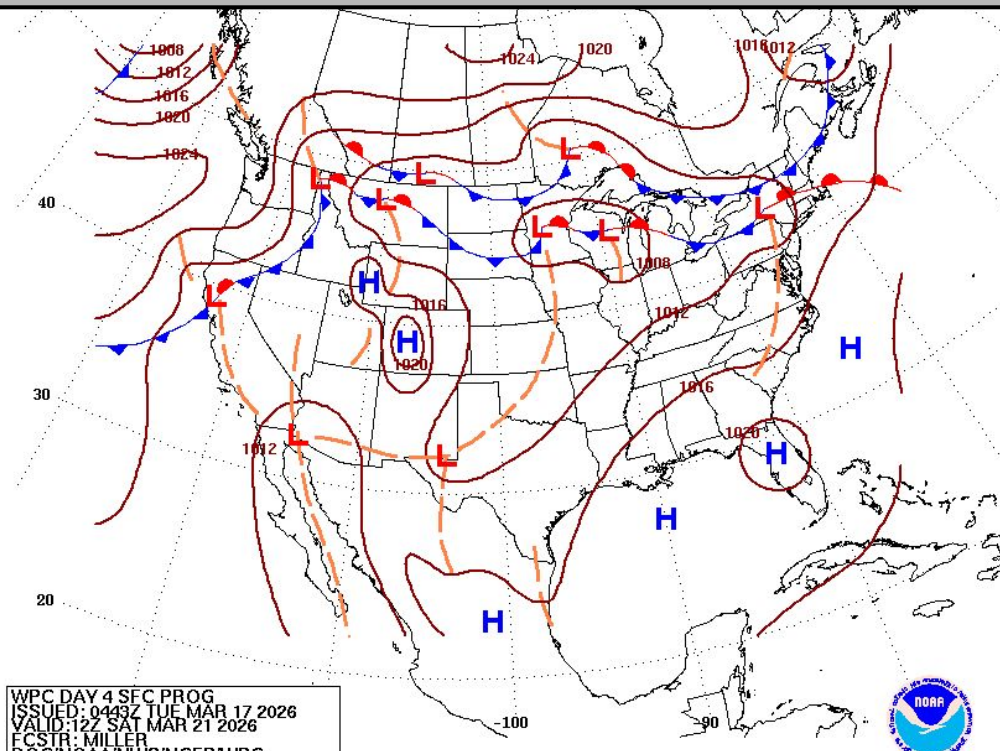 1008
1012
1016
1020
1024
1024
1020
1016
1012
40
L
L
L
L
L
L
L
1008
H
1016
1012
L
H
1020
H
30
1016
1020
L
1012
L
H
H
20
H
-100
-90
WPC DAY 4 SFC PROG
ISSUED: 0443Z TUE MAR 17 2026
VALID:12Z SAT MAR 21 2026
FCSTR: MILLER
NOAA